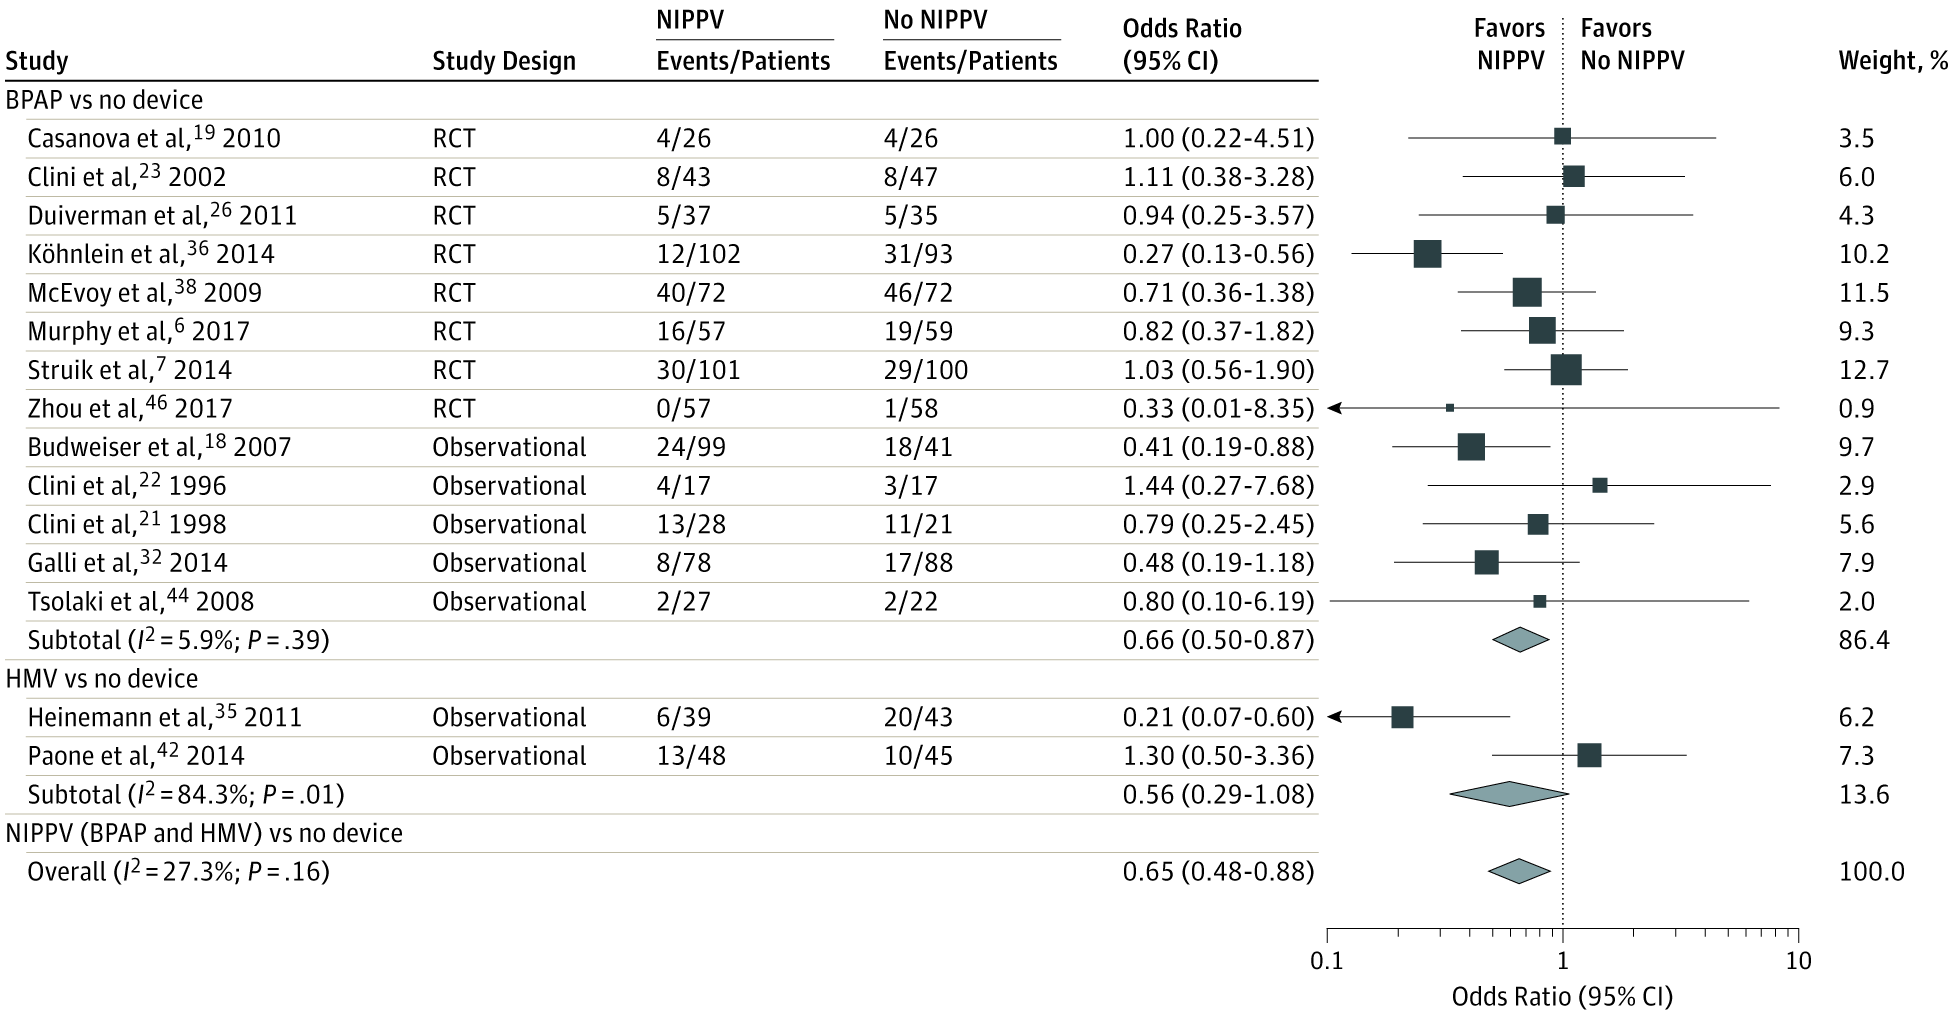 NIPPV No NIPPV Odds Ratio Favors Favors
Study Study Design Events/Patients Events/Patients (95% CI) NIPPV No NIPPV Weight, %
BPAP vs no device
Casanova et al,19 2010 RCT 4/26 4/26 1.00 (0.22-4.51) 3.5
Clini et al,23 2002 RCT 8/43 8/47 1.11 (0.38-3.28) 6.0
Duiverman et al,26 2011 RCT 5/37 5/35 0.94 (0.25-3.57) 4.3
Köhnlein et al,36 2014 RCT 12/102 31/93 0.27 (0.13-0.56) 10.2
McEvoy et al,38 2009 RCT 40/72 46/72 0.71 (0.36-1.38) 11.5
Murphy et al,6 2017 RCT 16/57 19/59 0.82 (0.37-1.82) 9.3
Struik et al,7 2014 RCT 30/101 29/100 1.03 (0.56-1.90) 12.7
Zhou et al,46 2017 RCT 0/57 1/58 0.33 (0.01-8.35) 0.9
Budweiser et al,18 2007 Observational 24/99 18/41 0.41 (0.19-0.88) 9.7
Clini et al,22 1996 Observational 4/17 3/17 1.44 (0.27-7.68) 2.9
Clini et al,21 1998 Observational 13/28 11/21 0.79 (0.25-2.45) 5.6
Galli et al,32 2014 Observational 8/78 17/88 0.48 (0.19-1.18) 7.9
Tsolaki et al,44 2008 Observational 2/27 2/22 0.80 (0.10-6.19) 2.0
Subtotal (I2 = 5.9%; P = .39) 0.66 (0.50-0.87) 86.4
HMV vs no device
Heinemann et al,35 2011 Observational 6/39 20/43 0.21 (0.07-0.60) 6.2
Paone et al,42 2014 Observational 13/48 10/45 1.30 (0.50-3.36) 7.3
Subtotal (I2 = 84.3%; P = .01) 0.56 (0.29-1.08) 13.6
NIPPV (BPAP and HMV) vs no device
Overall (I2 = 27.3%; P = .16) 0.65 (0.48-0.88) 100.0
0.1 1 10
Odds Ratio (95% CI)